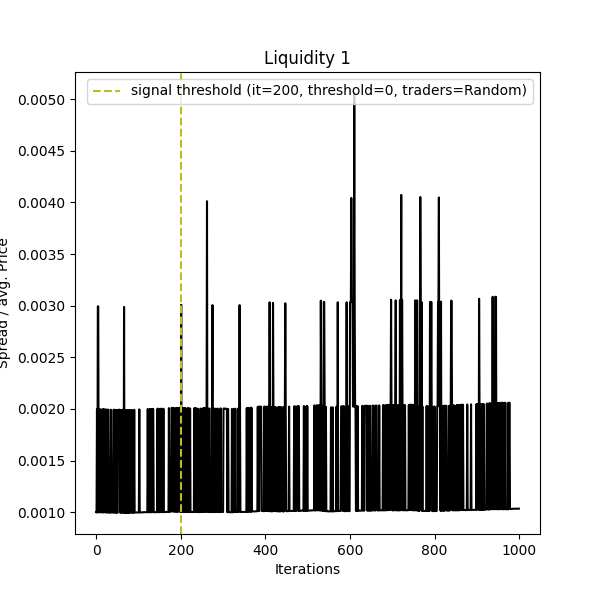 Liquidity 1
signal threshold (it=200, threshold=0, traders=Random)
0.0050
0.0045
0.0040
0.0035
0.0030
0.0025
0.0020
0.0015
0.0010
Spread / avg. Price
0 200 400 600 800 1000
Iterations